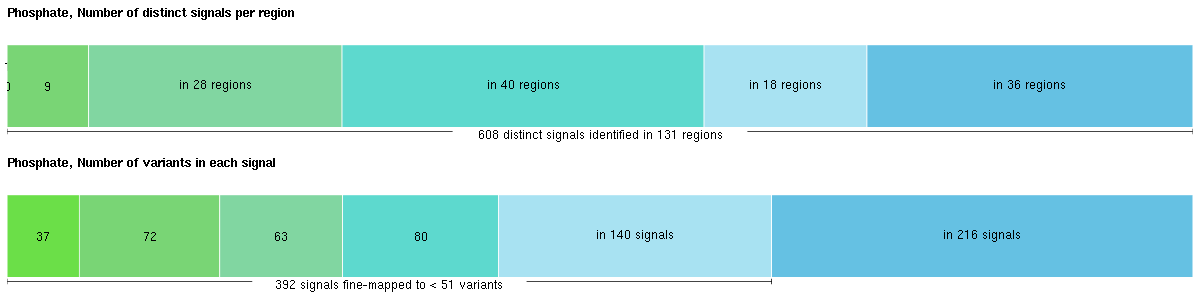 Phosphate, Number of distinct signals per region
9 in 28 regions in 40 regions in 18 regions in 36 regions
608 distinct signals identified in 131 regions
Phosphate, Number of variants in each signal
37 72 63 80 in 140 signals in 216 signals
392 signals fine-mapped to < 51 variants